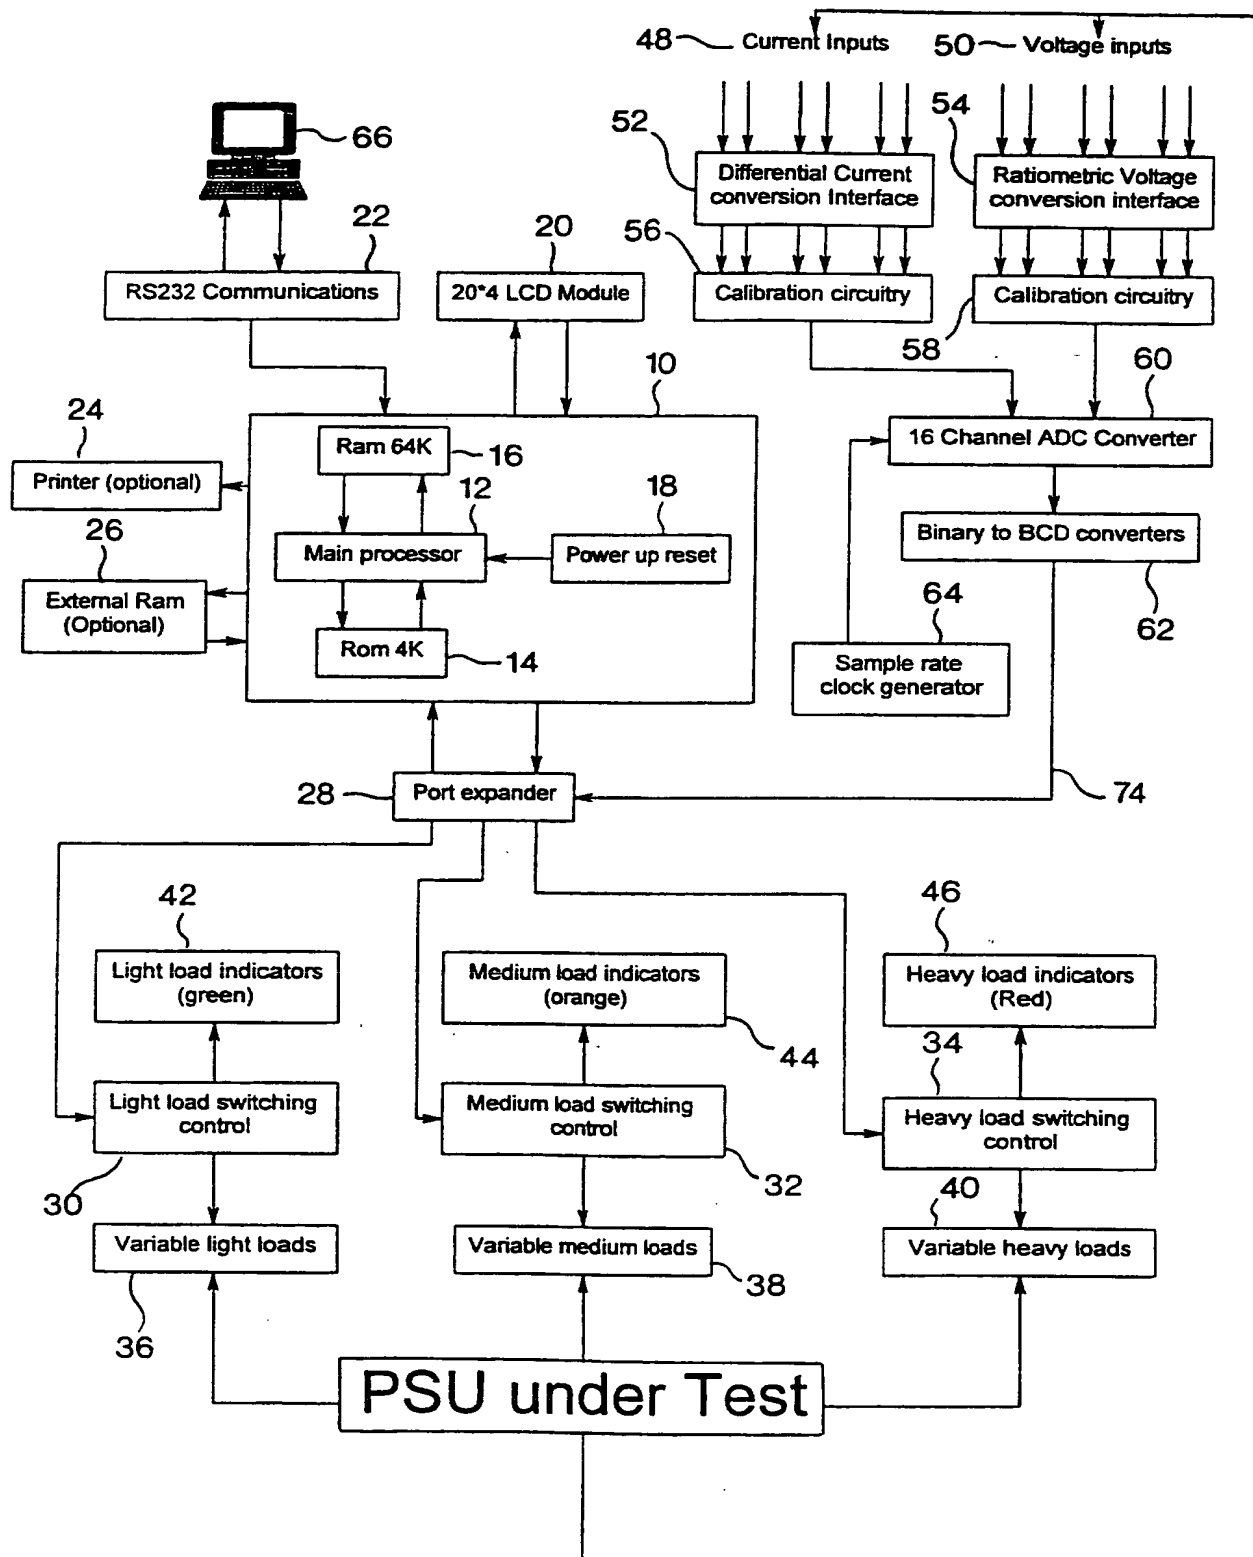 48
Current Inputs
50
Voltage inputs
66
52
Differential Current
conversion Interface
54
Ratiometric Voltage
conversion interface
22
RS232 Communications
20
20*4 LCD Module
56
Calibration circuitry
Calibration circuitry
58
10
60
24
Printer (optional)
Ram 64K
16
16 Channel ADC Converter
12
18
Main processor
Power up reset
Binary to BCD converters
62
26
External Ram
(Optional)
Rom 4K
14
64
Sample rate
clock generator
28
Port expander
74
42
Light load indicators
(green)
Medium load indicators
(orange)
44
46
Heavy load indicators
(Red)
34
Light load switching
control
30
Medium load switching
control
32
Heavy load switching
control
40
Variable light loads
36
Variable medium loads
38
Variable heavy loads
PSU under Test